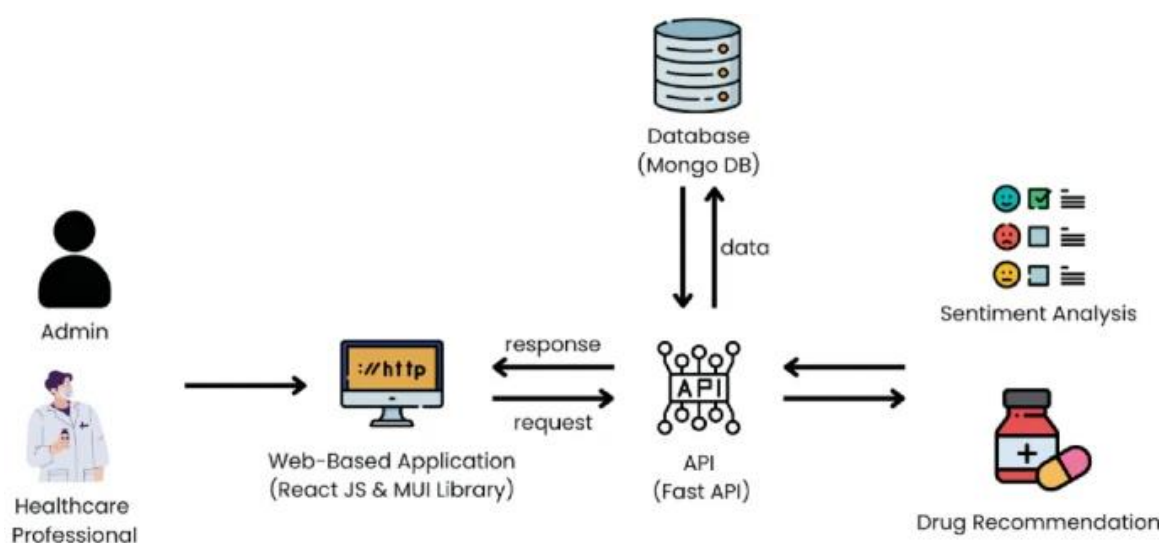 Database
(Mongo DB)
data
Admin
Healthcare
Professional
://http
Web-Based Application
(React JS & MUI Library)
response
request
API
API
(Fast API)
Sentiment Analysis
Drug Recommendation